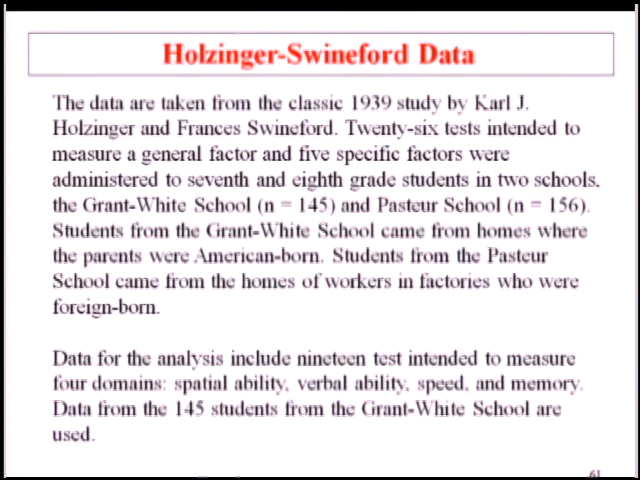 Holzinger-Swineford Data
The data are taken from the classic 1939 study by Karl J.
Holzinger and Frances Swineford. Twenty-six tests intended to
measure a general factor and five specific factors were
administered to seventh and eighth grade students in two schools,
the Grant-White School (n = 145) and Pasteur School (n = 156).
Students from the Grant-White School came from homes where
the parents were American-born. Students from the Pasteur
School came from the homes of workers in factories who were
foreign-born.
Data for the analysis include nineteen test intended to measure
four domains: spatial ability, verbal ability, speed, and memory.
Data from the 145 students from the Grant-White School are
used.
61